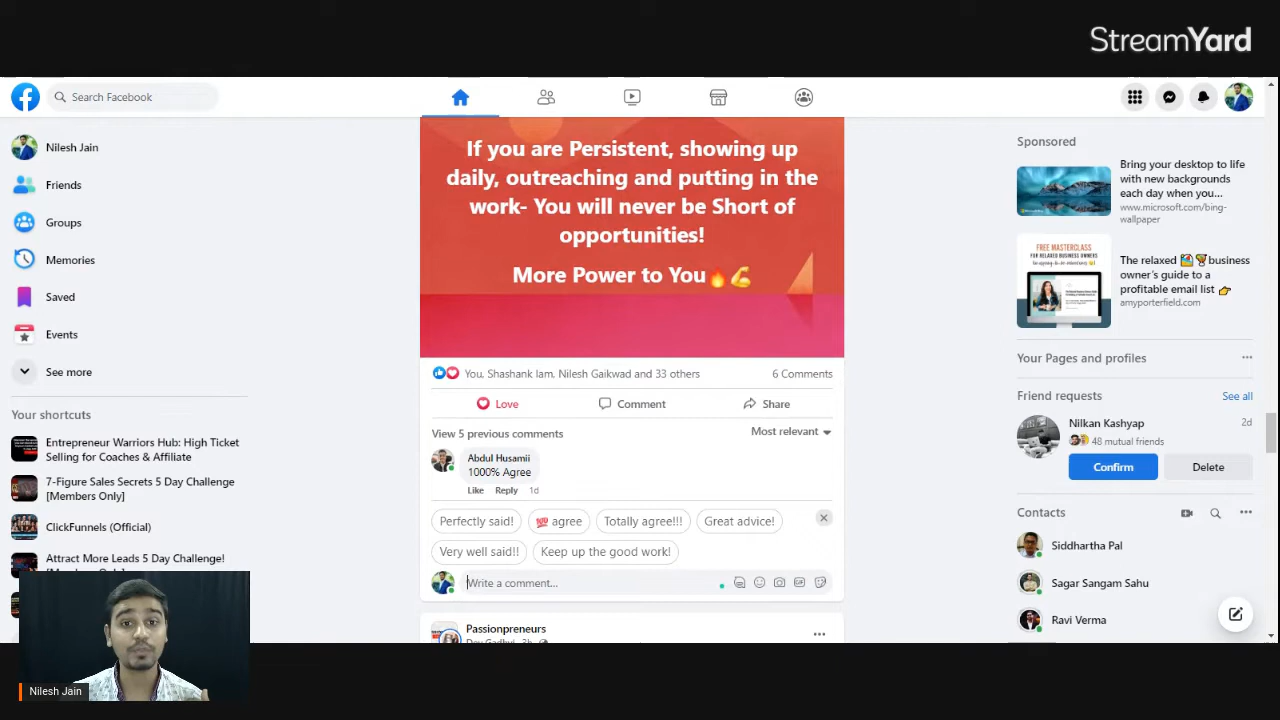 StreamYard
Search Facebook
Nilesh Jain
Friends
Groups
Memories
Saved
Events
See more
Your shortcuts
Entrepreneur Warriors Hub: High Ticket
Selling for Coaches & Affiliate
7-Figure Sales Secrets 5 Day Challenge
[Members Only]
ClickFunnels (Official)
Attract More Leads 5 Day Challenge!
Nilesh Jain
If you are Persistent, showing up
daily, outreaching and putting in the
work- You will never be Short of
opportunities!
More Power to You🔥💪
You, Shashank Iam, Nilesh Gaikwad and 33 others
6 Comments
Love
Comment
Share
View 5 previous comments
Most relevant
Abdul Husamii
1000% Agree
Like Reply 1d
Perfectly said!
💯 agree
Totally agree!!!
Great advice!
Very well said!!
Keep up the good work!
Write a comment...
GIF
Passionpreneurs
Sponsored
Bring your desktop to life
with new backgrounds
each day when you...
www.microsoft.com/bing-
wallpaper
FREE MASTERCLASS
FOR RELAXED BUSINESS OWNERS
The relaxed 🏖🏆business
owner's guide to a
profitable email list 👉
amyporterfield.com
Your Pages and profiles
Friend requests
See all
Nilkan Kashyap
2d
48 mutual friends
Confirm
Delete
Contacts
Siddhartha Pal
Sagar Sangam Sahu
Ravi Verma